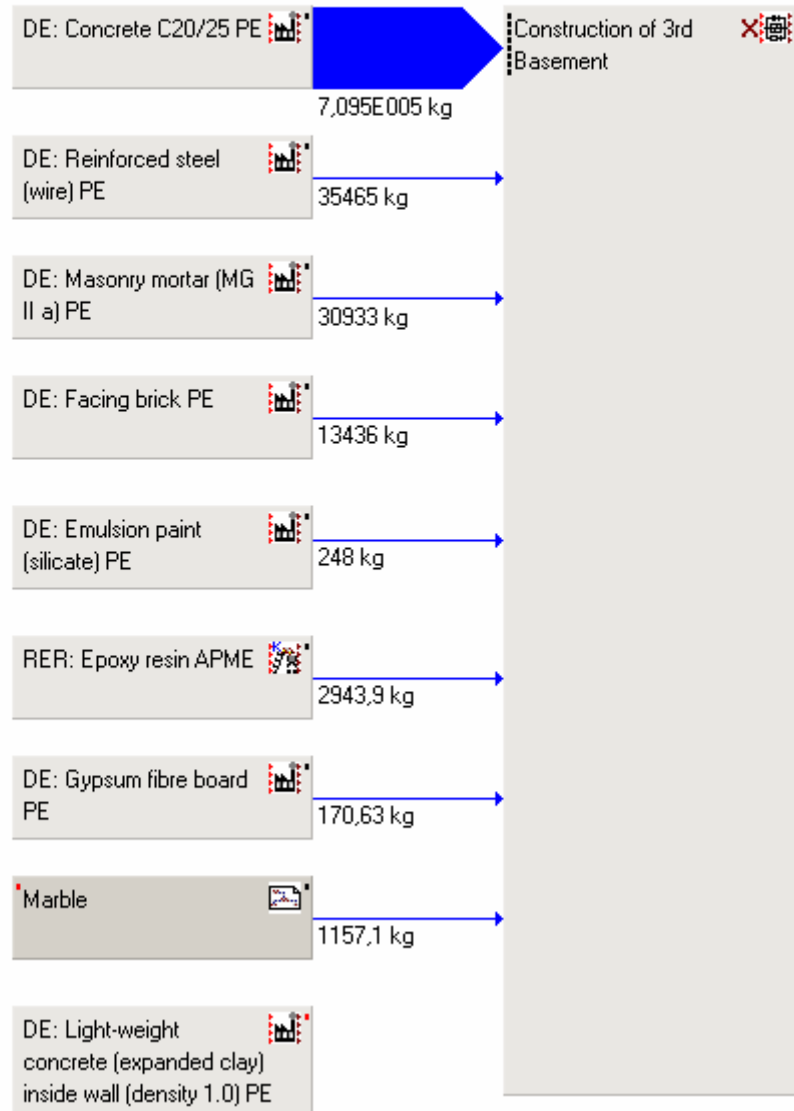 DE: Concrete C20/25 PE
Construction of 3rd
Basement
7,095E005 kg
DE: Reinforced steel
(wire) PE
35465 kg
DE: Masonry mortar (MG
II a) PE
30933 kg
DE: Facing brick PE
13436 kg
DE: Emulsion paint
(silicate) PE
248 kg
RER: Epoxy resin APME
2943,9 kg
DE: Gypsum fibre board
PE
170,63 kg
Marble
1157,1 kg
DE: Light-weight
concrete (expanded clay)
inside wall (density 1.0) PE